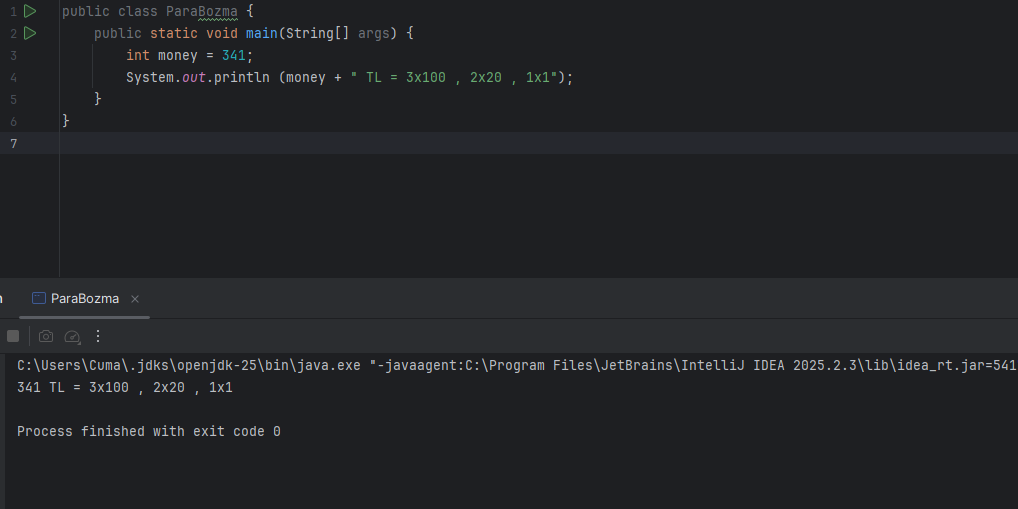 1 public class ParaBozma {
2 public static void main(String[] args) {
3 int money = 341;
4 System.out.println (money + " TL = 3x100 , 2x20 , 1x1");
5 }
6 }
7
ParaBozma ×
C:\Users\Cuma\.jdks\openjdk-25\bin\java.exe "-javaagent:C:\Program Files\JetBrains\IntelliJ IDEA 2025.2.3\lib\idea_rt.jar=541
341 TL = 3x100 , 2x20 , 1x1
Process finished with exit code 0